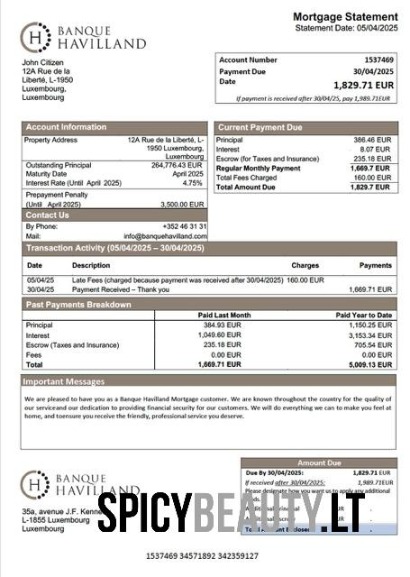 Mortgage Statement
Statement Date: 05/04/2025
H BANQUE
HAVILLAND
John Citizen
12A Rue de la
Liberté, L-1950
Luxembourg,
Luxembourg
Account Number 1537469
Payment Due 30/04/2025
Date
1,829.71 EUR
If payment is received after 30/04/25, pay 1,989.71EUR
Account Information
Property Address 12A Rue de la Liberté, L-
1950 Luxembourg,
Luxembourg
Outstanding Principal 264,776.43 EUR
Maturity Date April 2025
Interest Rate (Until April 2025) 4.75%
Prepayment Penalty
(Until April 2025) 3,500.00 EUR
Contact Us
By Phone: +352 46 31 31
Mail: info@banquehavilland.com
Current Payment Due
Principal 386.46 EUR
Interest 8.07 EUR
Escrow (for Taxes and Insurance) 235.18 EUR
Regular Monthly Payment 1,669.7 EUR
Total Fees Charged 160.00 EUR
Total Amount Due 1,829.7 EUR
Transaction Activity (05/04/2025 – 30/04/2025)
Date Description Charges Payments
05/04/25 Late Fees (charged because payment was received after 30/04/2025) 160.00 EUR
30/04/25 Payment Received – Thank you 1,669.71 EUR
Past Payments Breakdown
Paid Last Month Paid Year to Date
Principal 384.93 EUR 1,150.25 EUR
Interest 1,049.60 EUR 3,153.34 EUR
Escrow (Taxes and Insurance) 235.18 EUR 705.54 EUR
Fees 0.00 EUR 0.00 EUR
Total 1,669.71 EUR 5,009.13 EUR
Important Messages
We are pleased to have you as a Banque Havilland Mortgage customer. We are known throughout the country for the quality of
our serviceand our dedication to providing financial security for our customers. We will do everything we can to make you feel at
home, and toensure you receive the friendly, professional service you deserve.
H BANQUE
HAVILLAND
35a, avenue J.F. Kenne
L-1855 Luxembourg
Luxembourg
Amount Due
Due By 30/04/2025: 1,829.71 EUR
If received after 30/04/2025: 1,989.71EUR
Please designate how you want us to apply any additional
SPICYBEAUTY.LT
1537469 34571892 342359127